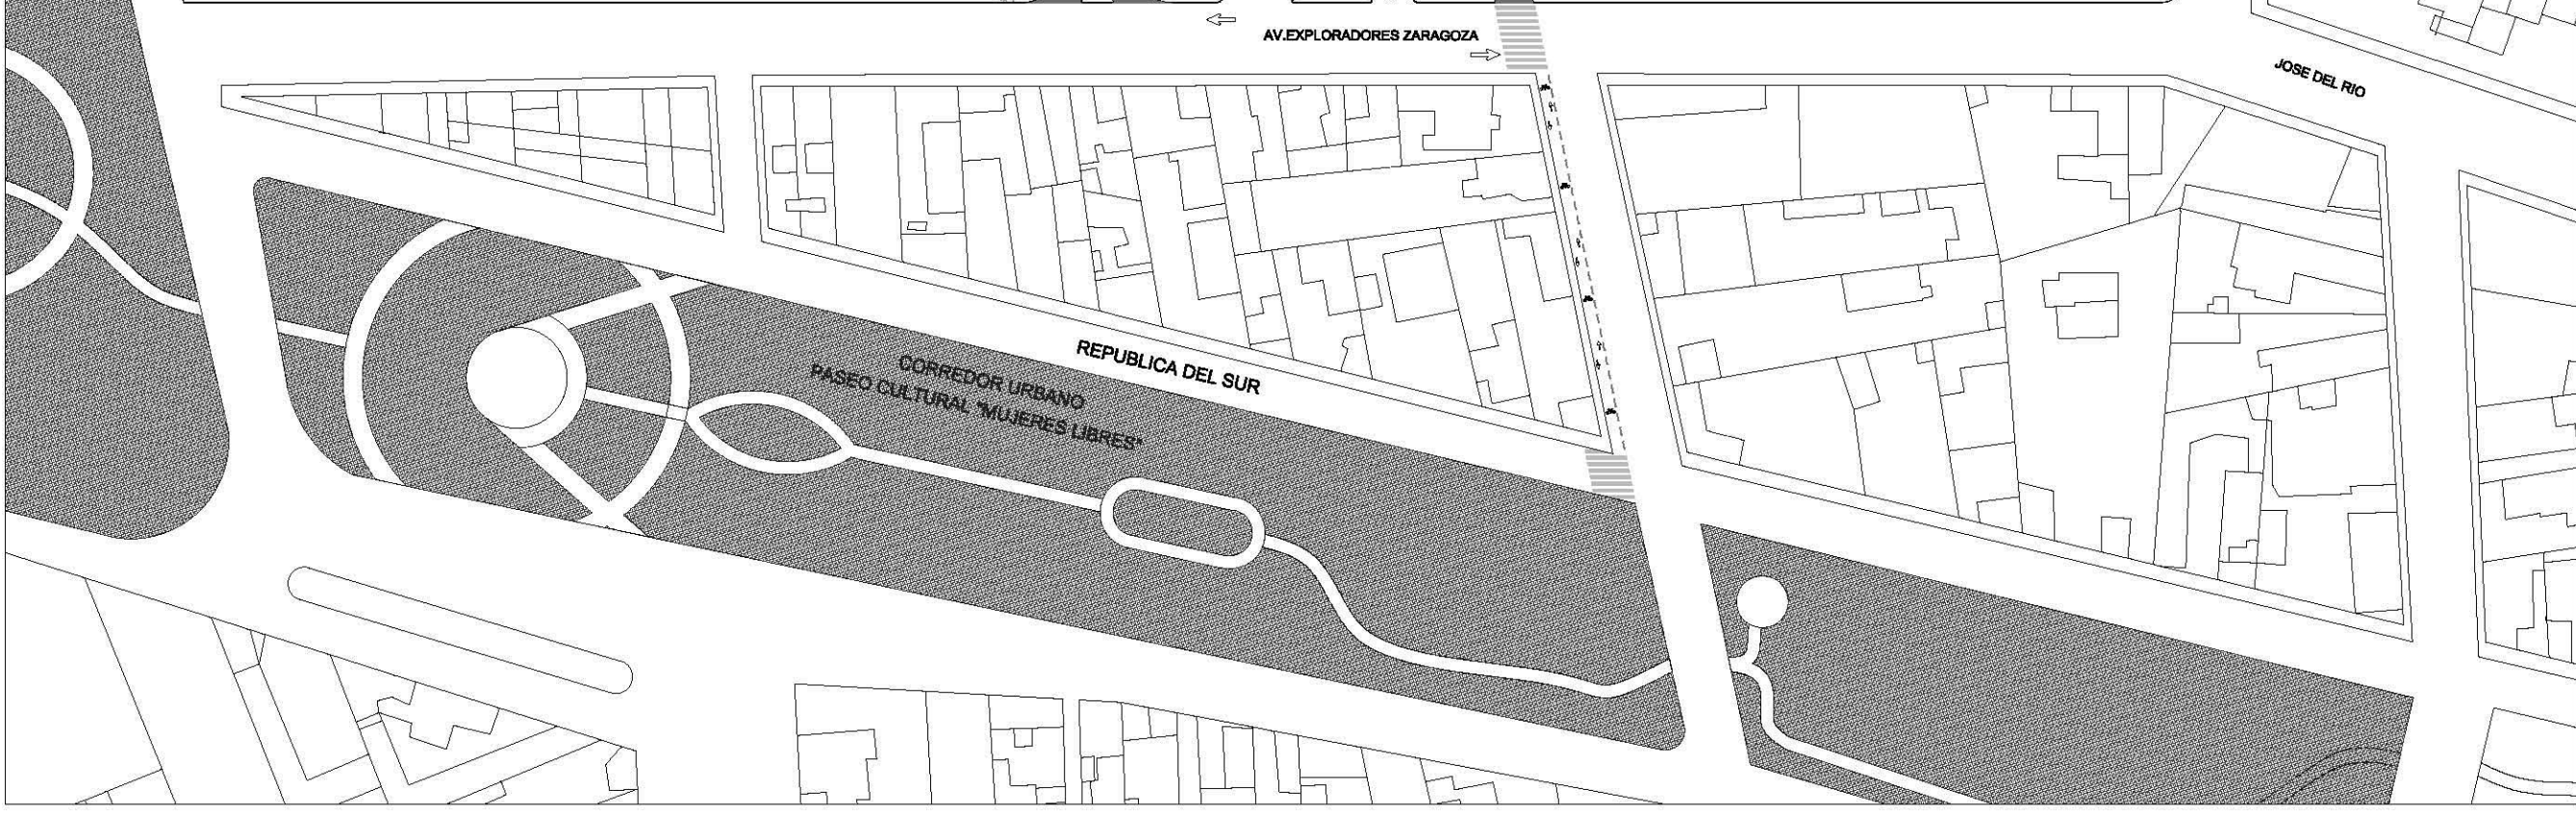 AV.EXPLORADORES ZARAGOZA
JOSE DEL RIO
REPUBLICA DEL SUR
CORREDOR URBANO
PASEO CULTURAL "MUJERES LIBRES"